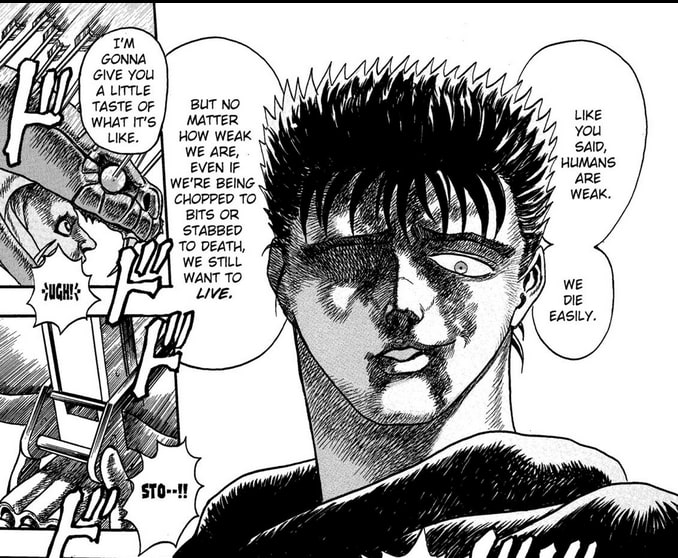 LIKE
YOU
SAID,
HUMANS
ARE
WEAK.
WE
DIE
EASILY.
BUT NO
MATTER
HOW WEAK
WE ARE,
EVEN IF
WE'RE BEING
CHOPPED TO
BITS OR
STABBED
TO DEATH,
WE STILL
WANT TO
LIVE.
I'M
GONNA
GIVE YOU
A LITTLE
TASTE OF
WHAT IT'S
LIKE.
UGH!
STO--!!